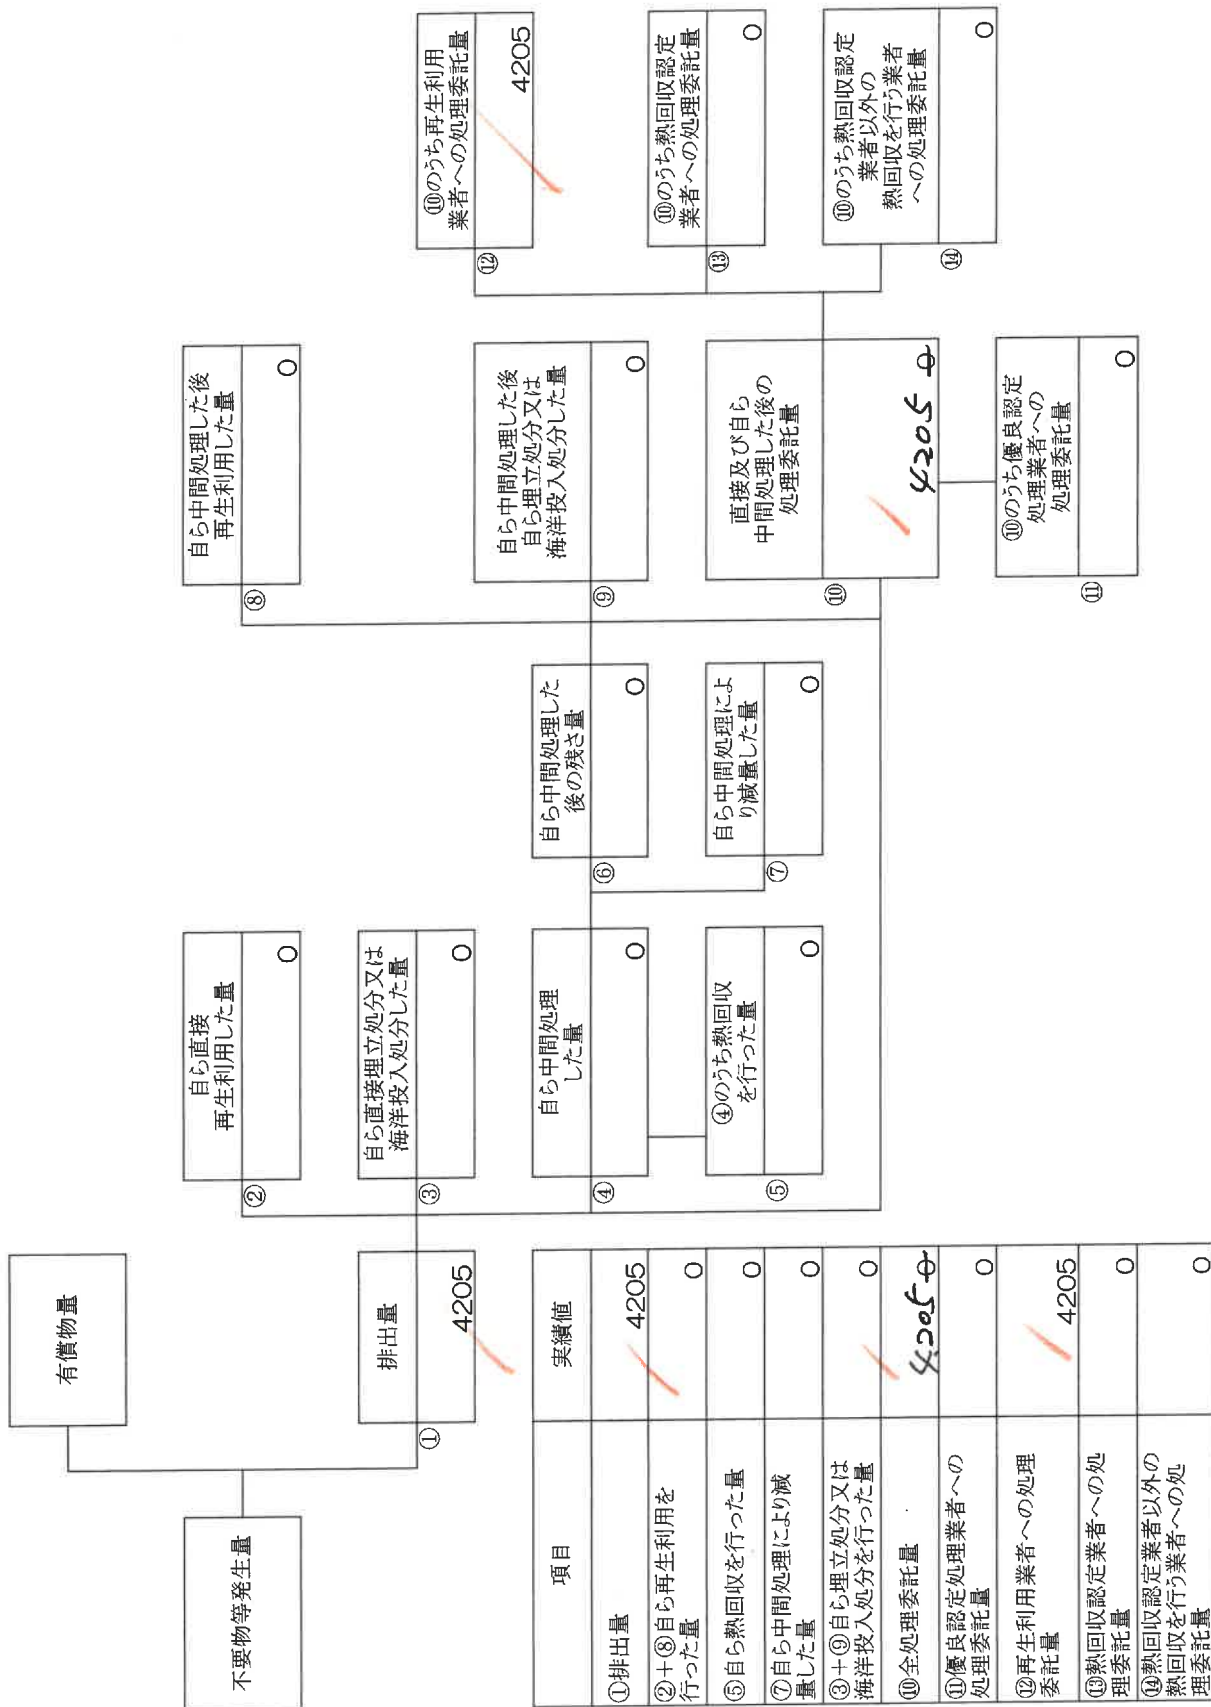 不要物等発生量
有償物量
排出量
①
4205
自ら直接
再生利用した量
②
0
自ら直接埋立処分又は
海洋投入処分した量
③
0
自ら中間処理
した量
④
0
④のうち熱回収
を行った量
⑤
0
自ら中間処理した
後の残さ量
⑥
0
自ら中間処理によ
り減量した量
⑦
0
自ら中間処理した後
再生利用した量
⑧
0
自ら中間処理した後
自ら埋立処分又は
海洋投入処分した量
⑨
0
直接及び自ら
中間処理した後の
処理委託量
⑩
4205 0
⑩のうち優良認定
処理業者への
処理委託量
⑪
0
⑩のうち再生利用
業者への処理委託量
⑫
4205
⑩のうち熱回収認定
業者への処理委託量
⑬
0
⑩のうち熱回収認定
業者以外の
熱回収を行う業者
への処理委託量
⑭
0
項目 実績値
①排出量 4205
②+⑧自ら再生利用を
行った量 0
⑤自ら熱回収を行った量 0
⑦自ら中間処理により減
量した量 0
③+⑨自ら埋立処分又は
海洋投入処分を行った量 0
⑩全処理委託量 4205 0
⑪優良認定処理業者への
処理委託量 0
⑫再生利用業者への処理
委託量 4205
⑬熱回収認定業者への処
理委託量 0
⑭熱回収認定業者以外の
熱回収を行う業者への処
理委託量 0